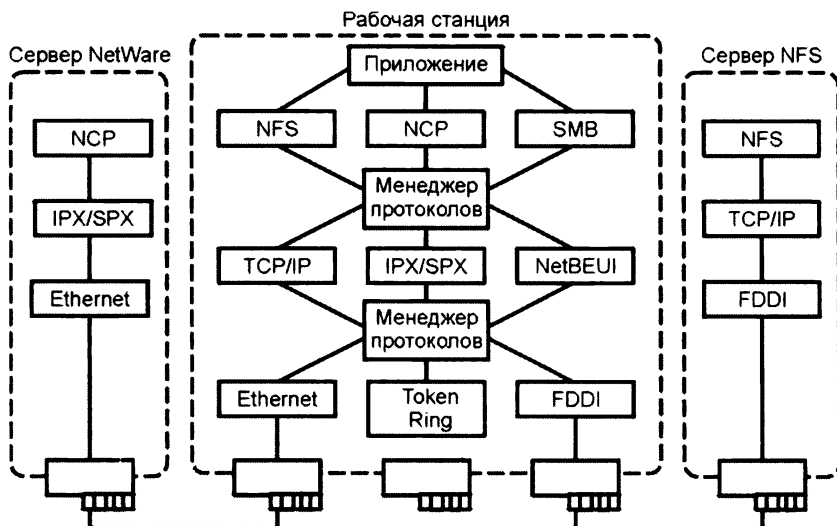 Рабочая станция
Сервер NetWare
Сервер NFS
Приложение
NCP
NFS
NCP
SMB
NFS
Менеджер
протоколов
IPX/SPX
TCP/IP
IPX/SPX
NetBEUI
TCP/IP
Ethernet
Менеджер
протоколов
FDDI
Ethernet
Token
Ring
FDDI